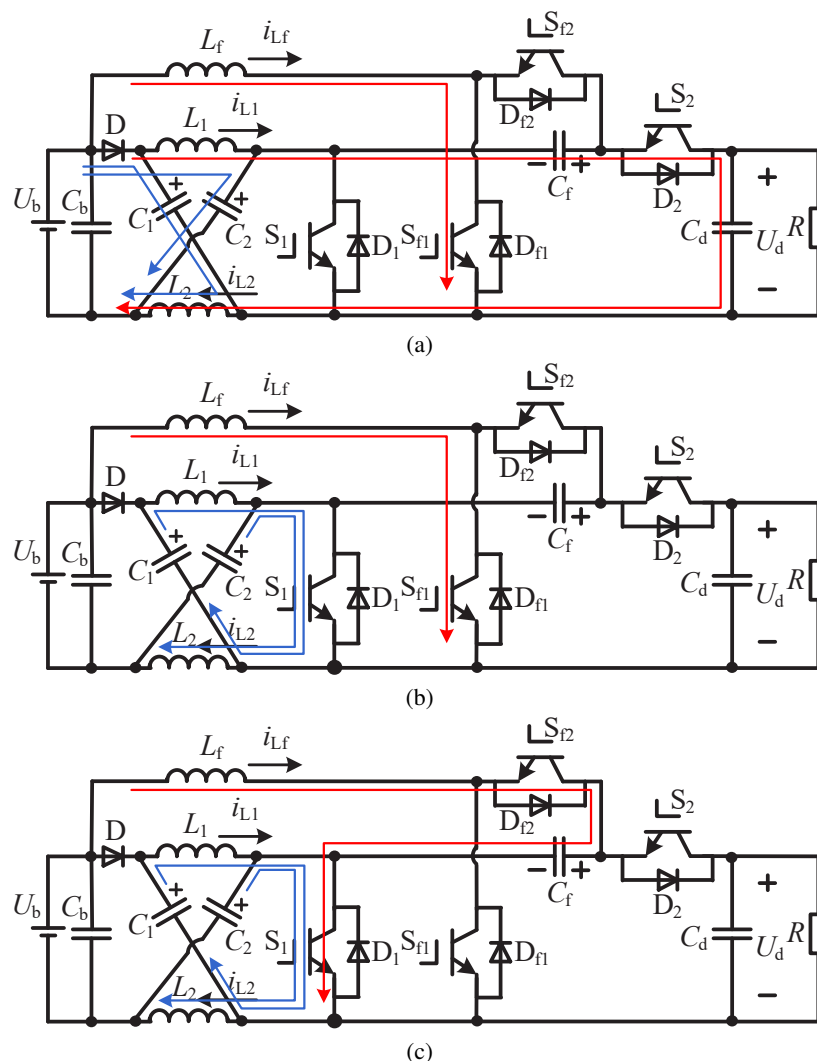 Lf iLf Sf2
D L1 iL1 Df2 S2
Ub Cb + + − + Cf D2 +
C1 C2 S1 D1 Sf1 Df1 Cd Ud R
L2 iL2 −
(a)
Lf iLf Sf2
D L1 iL1 Df2 S2
Ub Cb + + − + Cf D2 +
C1 C2 S1 D1 Sf1 Df1 Cd Ud R
L2 iL2 −
(b)
Lf iLf Sf2
D L1 iL1 Df2 S2
Ub Cb + + − + Cf D2 +
C1 C2 S1 D1 Sf1 Df1 Cd Ud R
L2 iL2 −
(c)